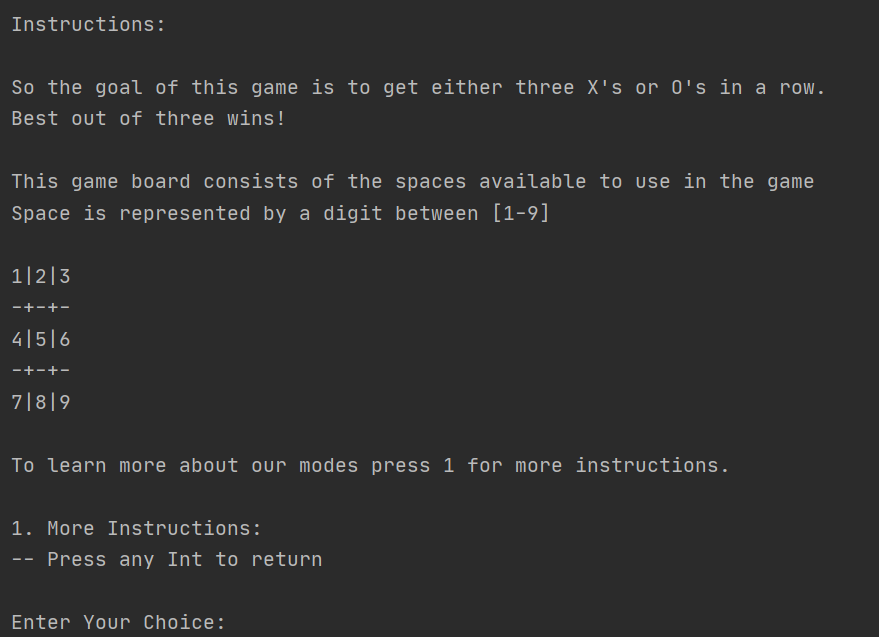 Instructions:
So the goal of this game is to get either three X's or O's in a row.
Best out of three wins!
This game board consists of the spaces available to use in the game
Space is represented by a digit between [1-9]
1|2|3
-+-+-
4|5|6
-+-+-
7|8|9
To learn more about our modes press 1 for more instructions.
1. More Instructions:
-- Press any Int to return
Enter Your Choice: